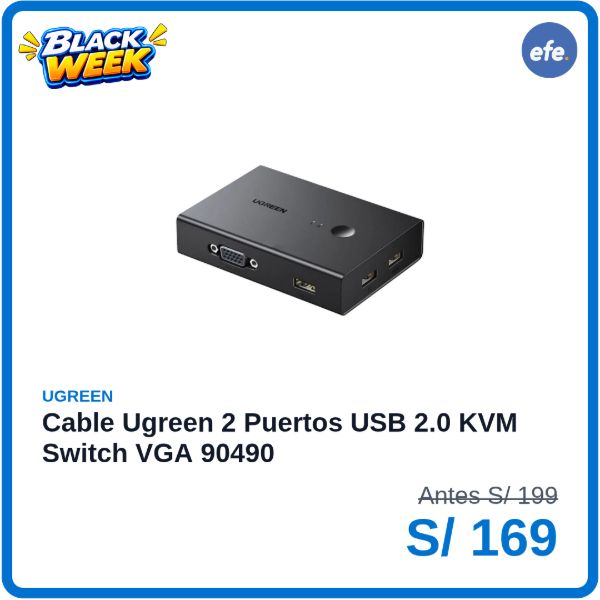 BLACK
WEEK
efe.
UGREEN
UGREEN
Cable Ugreen 2 Puertos USB 2.0 KVM
Switch VGA 90490
Antes S/ 199
S/ 169